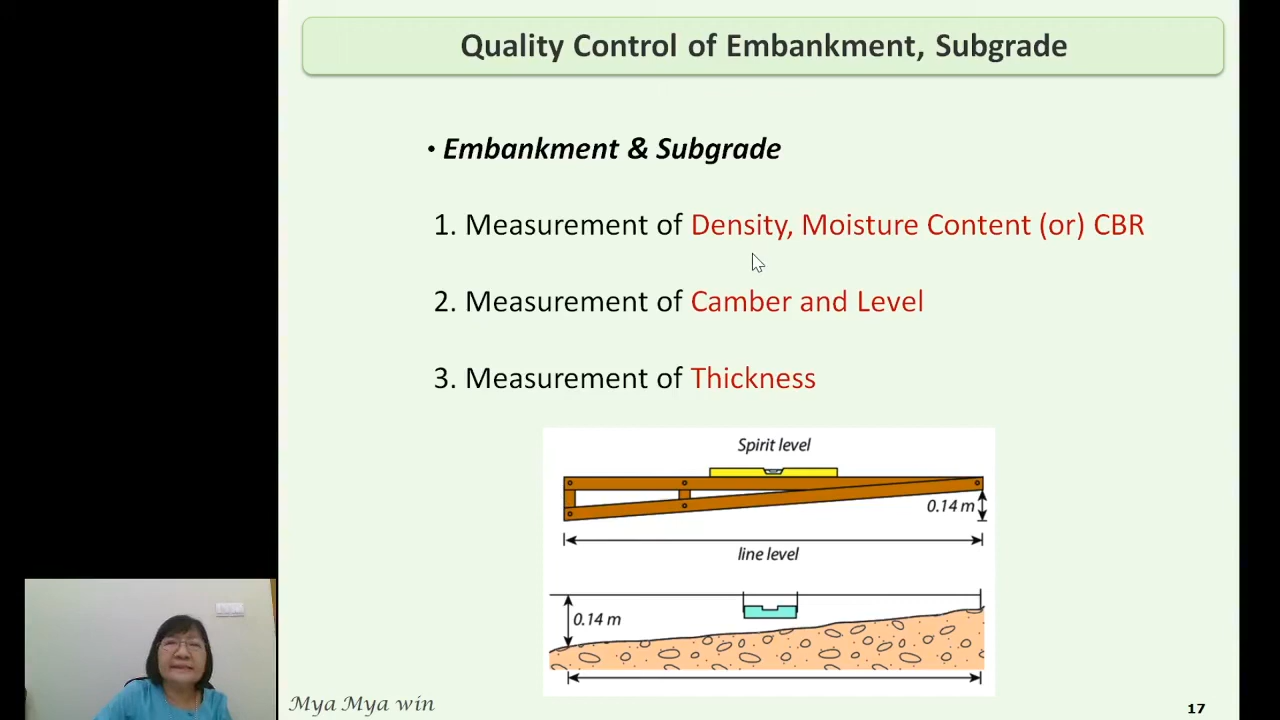 Quality Control of Embankment, Subgrade
• Embankment & Subgrade
1. Measurement of Density, Moisture Content (or) CBR
2. Measurement of Camber and Level
3. Measurement of Thickness
Spirit level
0.14 m
line level
0.14 m
Mya Mya win
17